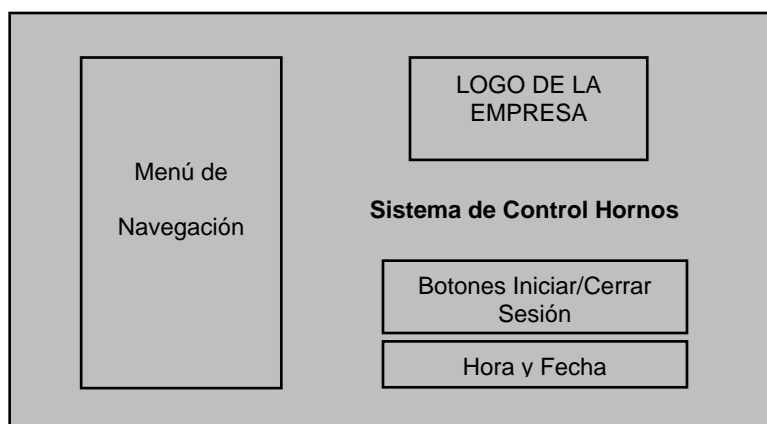 Menú de
Navegación
LOGO DE LA
EMPRESA
Sistema de Control Hornos
Botones Iniciar/Cerrar
Sesión
Hora y Fecha